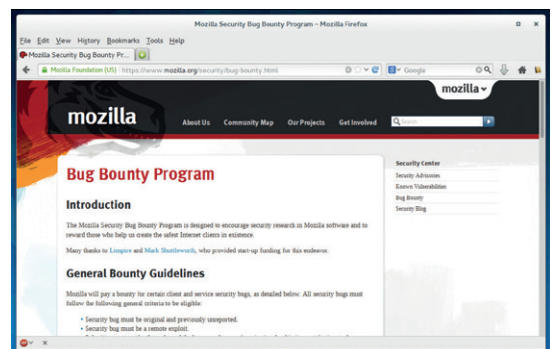 Mozilla Security Bug Bounty Program – Mozilla Firefox
File Edit View History Bookmarks Tools Help
Mozilla Security Bug Bounty Pr...
Mozilla Foundation (US) https://www.mozilla.org/security/bug-bounty.html
Google
mozilla
mozilla
About Us Community Map Our Projects Get Involved
Search
Bug Bounty Program
Introduction
The Mozilla Security Bug Bounty Program is designed to encourage security research in Mozilla software and to
reward those who help us create the safest Internet clients in existence.
Many thanks to Linspire and Mark Shuttleworth, who provided start-up funding for this endeavor.
General Bounty Guidelines
Mozilla will pay a bounty for certain client and service security bugs, as detailed below. All security bugs must
follow the following general criteria to be eligible:
• Security bug must be original and previously unreported.
• Security bug must be a remote exploit.
Security Center
Security Advisories
Known Vulnerabilities
Bug Bounty
Security Blog